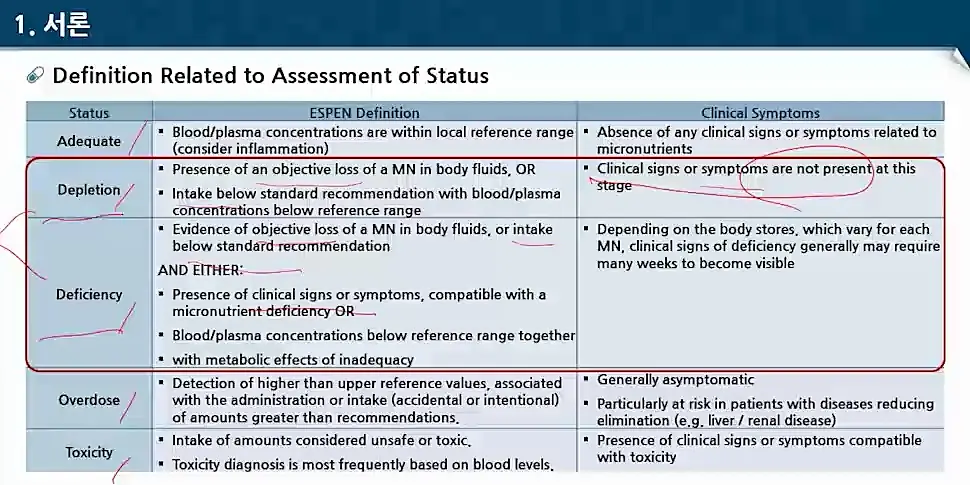 1. 서론
Definition Related to Assessment of Status
Status
ESPEN Definition
Clinical Symptoms
Adequate
▪ Blood/plasma concentrations are within local reference range
(consider inflammation)
▪ Absence of any clinical signs or symptoms related to
micronutrients
Depletion
▪ Presence of an objective loss of a MN in body fluids, OR
▪ Intake below standard recommendation with blood/plasma
concentrations below reference range
▪ Clinical signs or symptoms are not present at this
stage
Deficiency
▪ Evidence of objective loss of a MN in body fluids, or intake
below standard recommendation
AND EITHER:
▪ Presence of clinical signs or symptoms, compatible with a
micronutrient deficiency OR
▪ Blood/plasma concentrations below reference range together
▪ with metabolic effects of inadequacy
▪ Depending on the body stores, which vary for each
MN, clinical signs of deficiency generally may require
many weeks to become visible
Overdose
▪ Detection of higher than upper reference values, associated
with the administration or intake (accidental or intentional)
of amounts greater than recommendations.
▪ Generally asymptomatic
▪ Particularly at risk in patients with diseases reducing
elimination (e.g. liver / renal disease)
Toxicity
▪ Intake of amounts considered unsafe or toxic.
▪ Toxicity diagnosis is most frequently based on blood levels.
▪ Presence of clinical signs or symptoms compatible
with toxicity